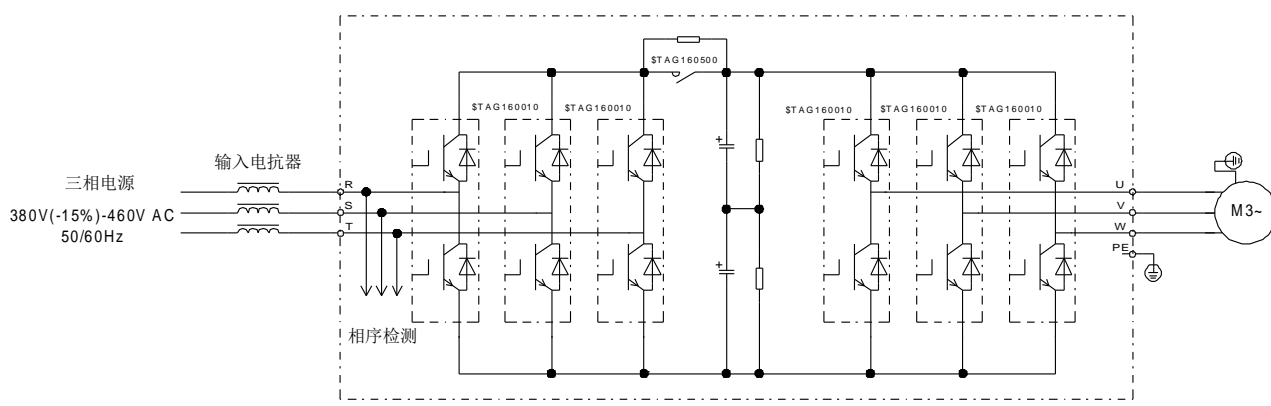 $TAG160500
$TAG160010
$TAG160010
$TAG160010
$TAG160010
$TAG160010
输入电抗器
三相电源
380V(-15%)-460V AC
50/60Hz
R
S
T
+
+
U
V
W
PE
M3~
相序检测